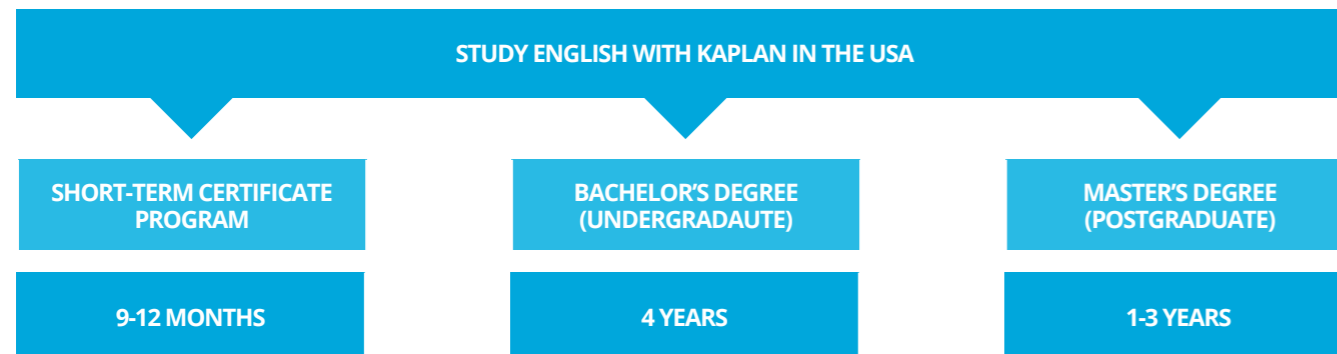 STUDY ENGLISH WITH KAPLAN IN THE USA
SHORT-TERM CERTIFICATE
PROGRAM
BACHELOR'S DEGREE
(UNDERGRADAUTE)
MASTER'S DEGREE
(POSTGRADUATE)
9-12 MONTHS
4 YEARS
1-3 YEARS